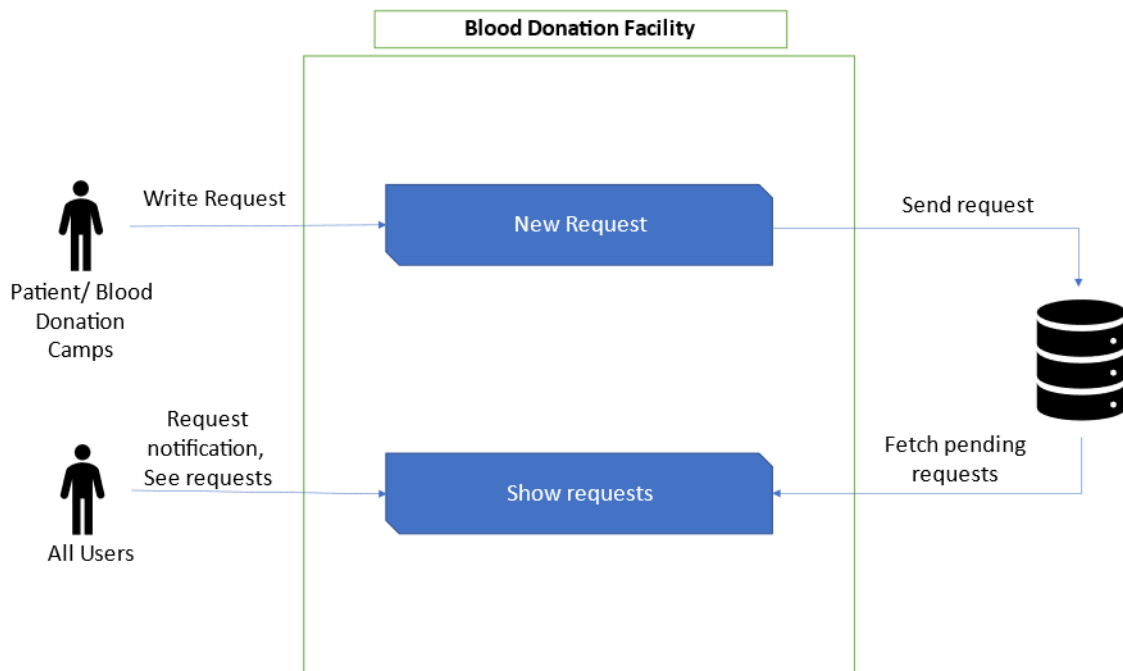 Blood Donation Facility
Write Request
New Request
Send request
Patient/ Blood
Donation
Camps
Request
notification,
See requests
Show requests
Fetch pending
requests
All Users